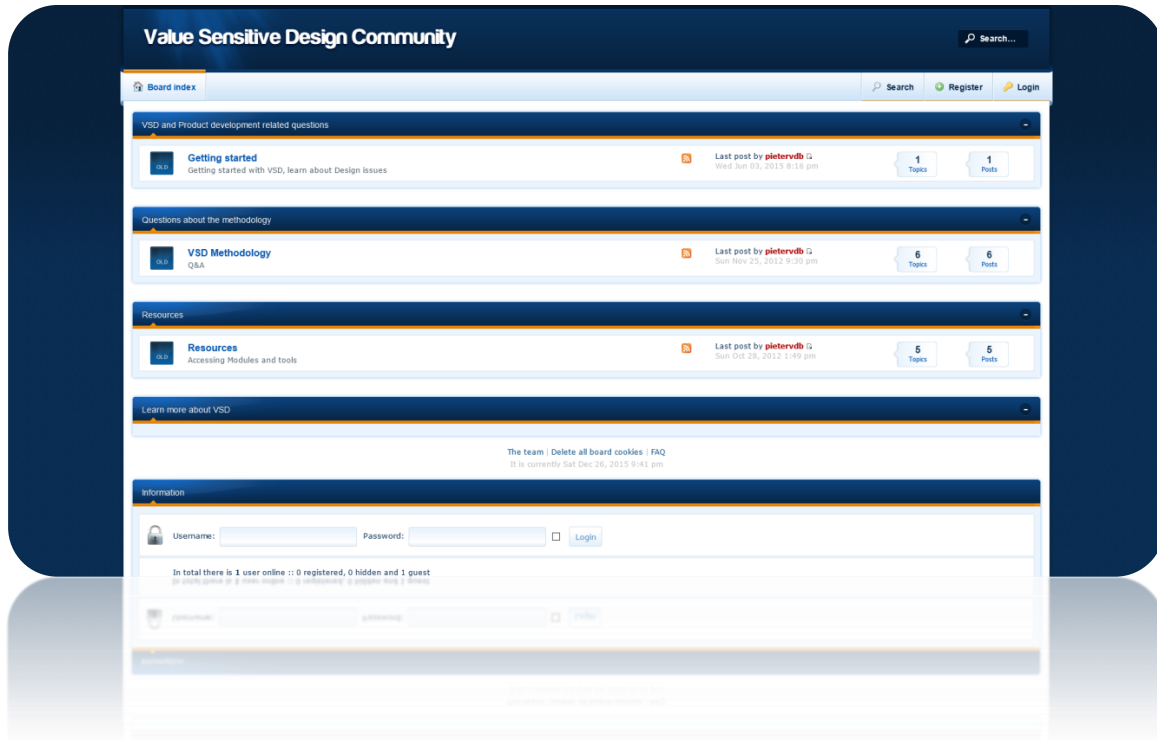 Value Sensitive Design Community
Search...
Board index
Search Register Login
VSD and Product development related questions
OLD
Getting started
Getting started with VSD, learn about Design issues
Last post by pietervdb
Wed Jun 03, 2015 8:16 pm
1 Topics
1 Posts
Questions about the methodology
OLD
VSD Methodology
Q&A
Last post by pietervdb
Sun Nov 25, 2012 9:30 pm
6 Topics
6 Posts
Resources
OLD
Resources
Accessing Modules and tools
Last post by pietervdb
Sun Oct 28, 2012 1:49 pm
5 Topics
5 Posts
Learn more about VSD
The team | Delete all board cookies | FAQ
It is currently Sat Dec 26, 2015 9:41 pm
Information
Username: Password: Login
In total there is 1 user online :: 0 registered, 0 hidden and 1 guest